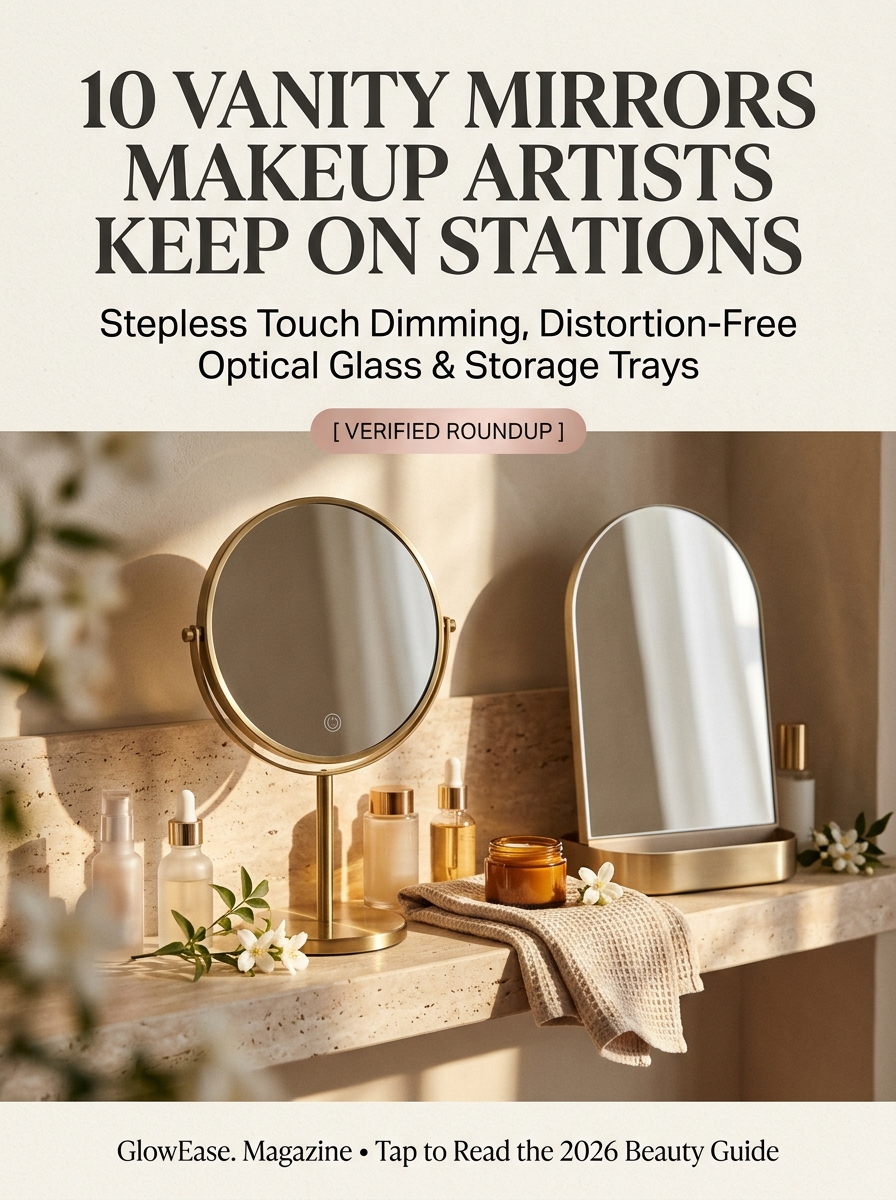 10 VANITY MIRRORS
MAKEUP ARTISTS
KEEP ON STATIONS
Stepless Touch Dimming, Distortion-Free
Optical Glass & Storage Trays
[ VERIFIED ROUNDUP ]
GlowEase. Magazine • Tap to Read the 2026 Beauty Guide